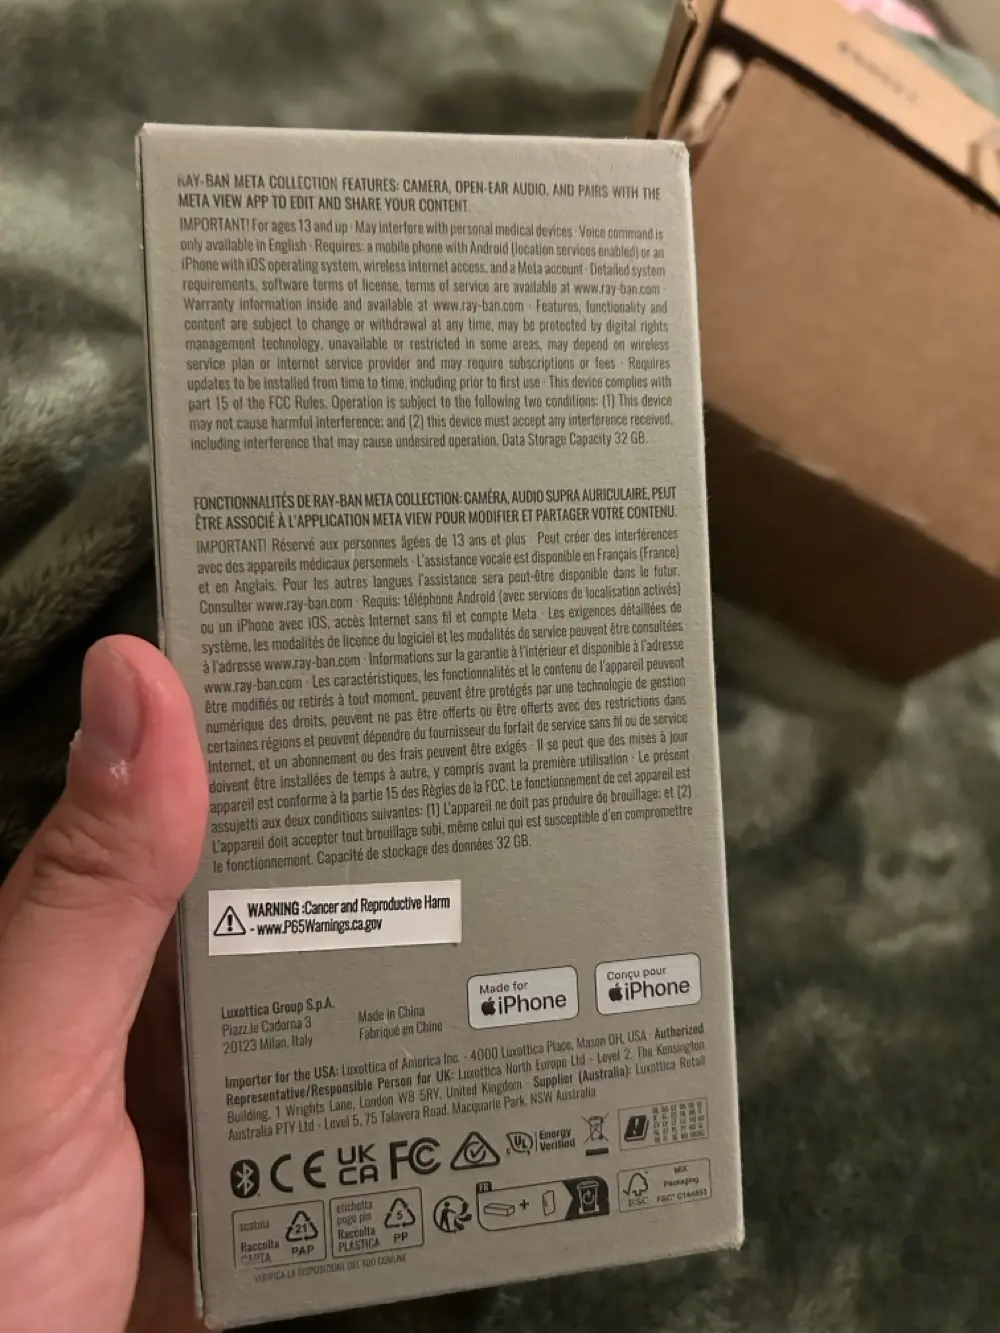 RAY-BAN META COLLECTION FEATURES: CAMERA, OPEN-EAR AUDIO, AND PAIRS WITH THE
META VIEW APP TO EDIT AND SHARE YOUR CONTENT.
IMPORTANT! For ages 13 and up · May interfere with personal medical devices · Voice command is
only available in English · Requires: a mobile phone with Android (location services enabled) or an
iPhone with iOS operating system, wireless internet access, and a Meta account · Detailed system
requirements, software terms of license, terms of service are available at www.ray-ban.com ·
Warranty information inside and available at www.ray-ban.com · Features, functionality and
content are subject to change or withdrawal at any time, may be protected by digital rights
management technology, unavailable or restricted in some areas, may depend on wireless
service plan or Internet service provider and may require subscriptions or fees · Requires
updates to be installed from time to time, including prior to first use · This device complies with
part 15 of the FCC Rules. Operation is subject to the following two conditions: (1) This device
may not cause harmful interference; and (2) this device must accept any interference received,
including interference that may cause undesired operation. Data Storage Capacity 32 GB.
FONCTIONNALITÉS DE RAY-BAN META COLLECTION: CAMÉRA, AUDIO SUPRA AURICULAIRE, PEUT
ÊTRE ASSOCIÉ À L'APPLICATION META VIEW POUR MODIFIER ET PARTAGER VOTRE CONTENU.
IMPORTANT! Réservé aux personnes âgées de 13 ans et plus · Peut créer des interférences
avec des appareils médicaux personnels · L'assistance vocale est disponible en Français (France)
et en Anglais. Pour les autres langues l'assistance sera peut-être disponible dans le futur.
Consulter www.ray-ban.com · Requis: téléphone Android (avec services de localisation activés)
ou un iPhone avec iOS, accès Internet sans fil et compte Meta · Les exigences détaillées de
système, les modalités de licence du logiciel et les modalités de service peuvent être consultées
à l'adresse www.ray-ban.com · Informations sur la garantie à l'intérieur et disponible à l'adresse
www.ray-ban.com · Les caractéristiques, les fonctionnalités et le contenu de l'appareil peuvent
être modifiés ou retirés à tout moment, peuvent être protégés par une technologie de gestion
numérique des droits, peuvent ne pas être offerts ou être offerts avec des restrictions dans
certaines régions et peuvent dépendre du fournisseur du forfait de service sans fil ou de service
Internet, et un abonnement ou des frais peuvent être exigés · Il se peut que des mises à jour
doivent être installées de temps à autre, y compris avant la première utilisation · Le présent
appareil est conforme à la partie 15 des Règles de la FCC. Le fonctionnement de cet appareil est
assujetti aux deux conditions suivantes: (1) L'appareil ne doit pas produire de brouillage; et (2)
L'appareil doit accepter tout brouillage subi, même celui qui est susceptible d'en compromettre
le fonctionnement. Capacité de stockage des données 32 GB.
WARNING :Cancer and Reproductive Harm
- www.P65Warnings.ca.gov
Luxottica Group S.p.A.
Piazz.le Cadorna 3
20123 Milan, Italy
Made in China
Fabriqué en Chine
Made for
iPhone
Conçu pour
iPhone
Importer for the USA: Luxottica of America Inc. - 4000 Luxottica Place, Mason OH, USA · Authorized
Representative/Responsible Person for UK: Luxottica North Europe Ltd - Level 2, The Kensington
Building, 1 Wrights Lane, London W8 5RY, United Kingdom · Supplier (Australia): Luxottica Retail
Australia PTY Ltd - Level 5, 75 Talavera Road, Macquarie Park, NSW Australia
CE UK CA FC UL Energy Verified
scatola
Raccolta
CARTA
21
PAP
etichetta
pogo pin
Raccolta
PLASTICA
5
PP
FR
+
FSC
MIX
Packaging
FSC® C144853
VERIFICA LA DISPOSIZIONI DEL TUO COMUNE